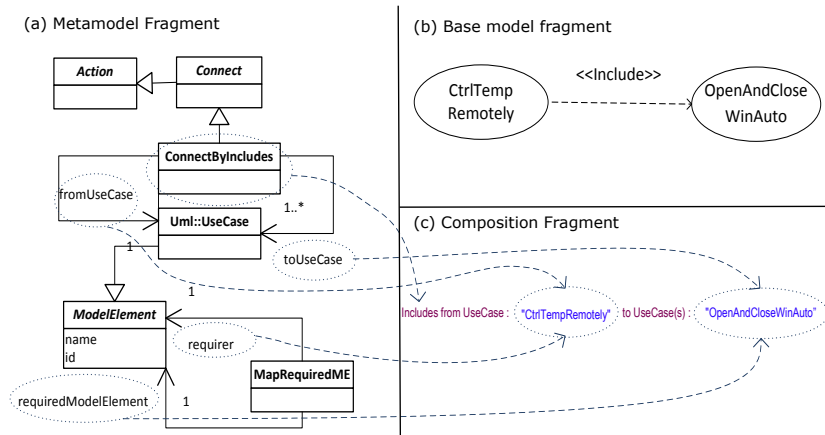 (a) Metamodel Fragment
Action
Connect
ConnectByIncludes
fromUseCase
1..*
Uml::UseCase
toUseCase
1
1
ModelElement
name
id
requirer
MapRequiredME
requiredModelElement
1
(b) Base model fragment
CtrlTemp
Remotely
<<Include>>
OpenAndClose
WinAuto
(c) Composition Fragment
Includes from UseCase : "CtrlTempRemotely" to UseCase(s) : "OpenAndCloseWinAuto"